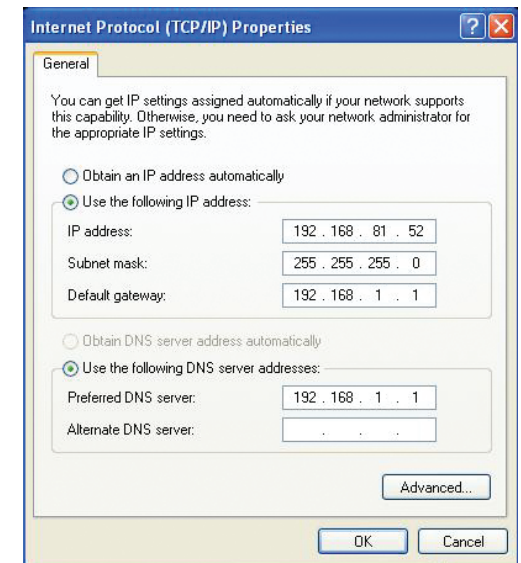 Internet Protocol (TCP/IP) Properties
General
You can get IP settings assigned automatically if your network supports
this capability. Otherwise, you need to ask your network administrator for
the appropriate IP settings.
Obtain an IP address automatically
Use the following IP address:
IP address: 192 . 168 . 81 . 52
Subnet mask: 255 . 255 . 255 . 0
Default gateway: 192 . 168 . 1 . 1
Obtain DNS server address automatically
Use the following DNS server addresses:
Preferred DNS server: 192 . 168 . 1 . 1
Alternate DNS server: . . .
Advanced...
OK Cancel